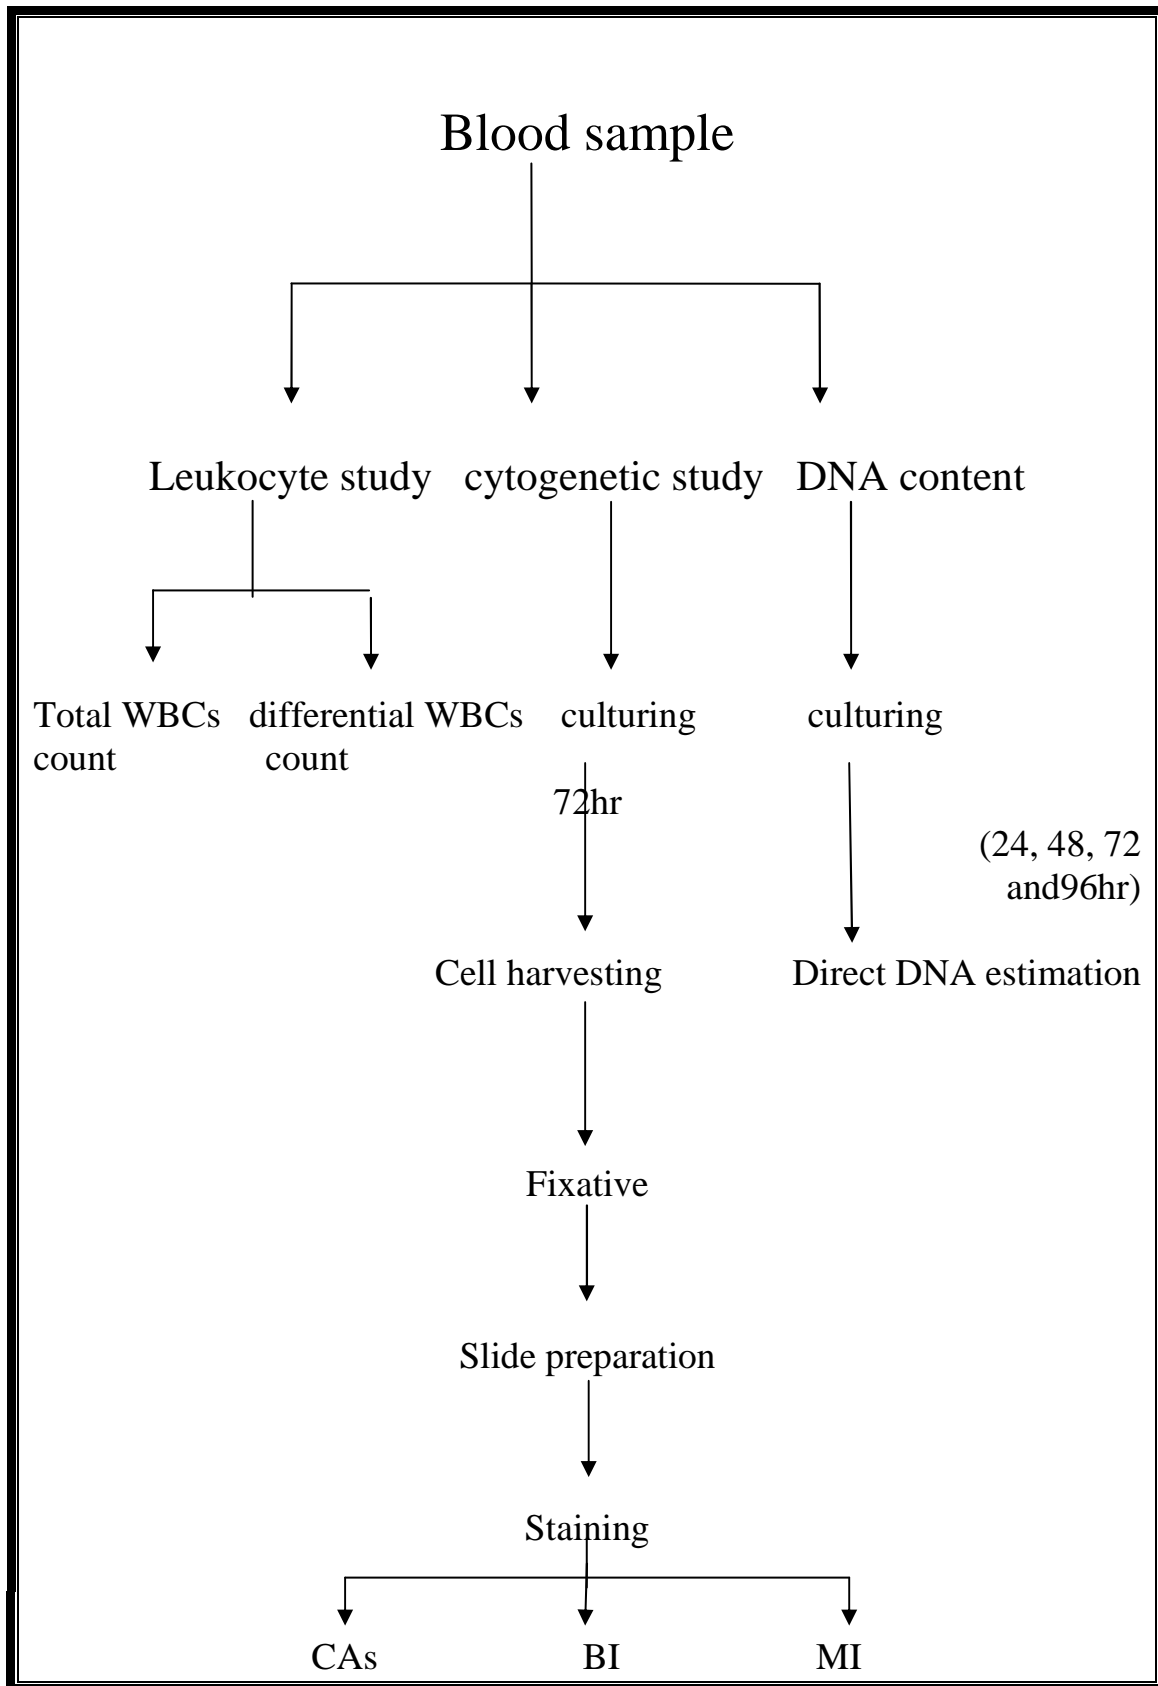 Blood sample
Leukocyte study cytogenetic study DNA content
Total WBCs differential WBCs culturing culturing
count count
72hr
(24, 48, 72
and96hr)
Cell harvesting Direct DNA estimation
Fixative
Slide preparation
Staining
CAs BI MI